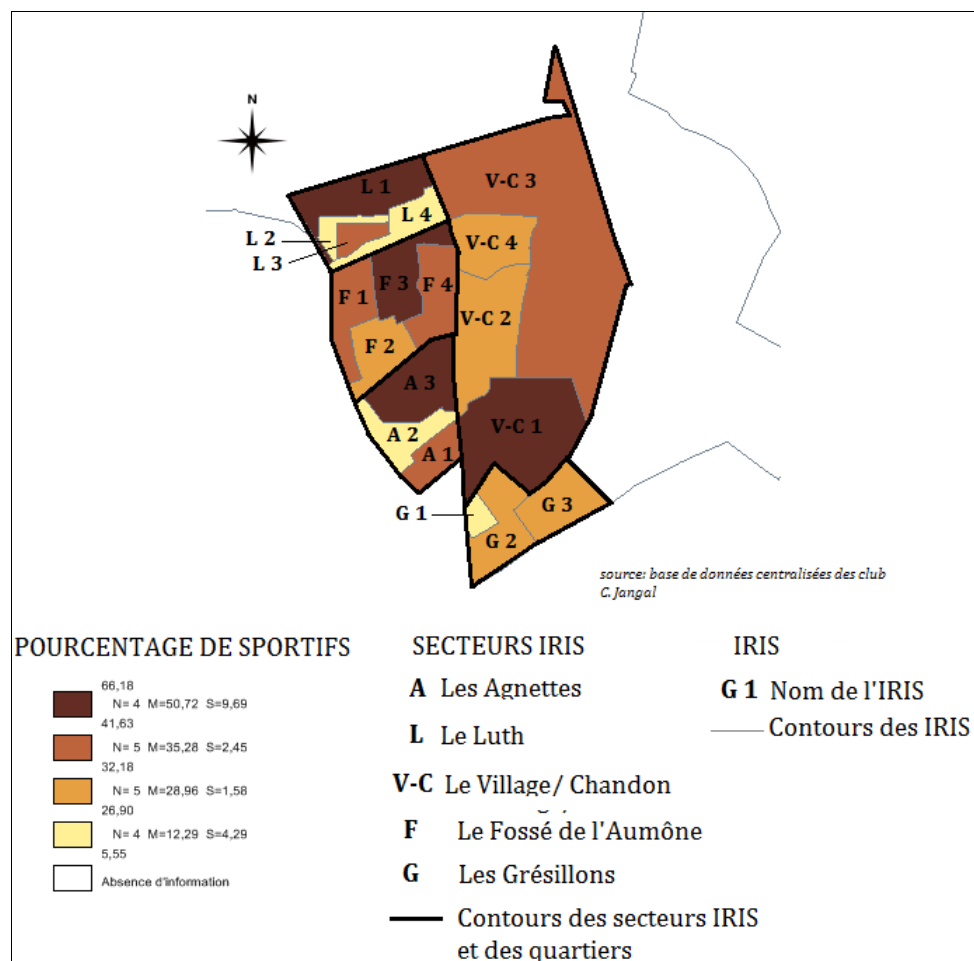 N
L 1
V-C 3
L 4
L 2
V-C 4
L 3
F 3
F 4
F 1
V-C 2
F 2
A 3
V-C 1
A 2
A 1
G 3
G 1
G 2
source: base de données centralisées des club
C. Jangal
POURCENTAGE DE SPORTIFS
66,18
N= 4 M=50,72 S=9,69
41,63
N= 5 M=35,28 S=2,45
32,18
N= 5 M=28,96 S=1,58
26,90
N= 4 M=12,29 S=4,29
5,55
Absence d'information
SECTEURS IRIS
A Les Agnettes
L Le Luth
V-C Le Village/ Chandon
F Le Fossé de l'Aumône
G Les Grésillons
Contours des secteurs IRIS
et des quartiers
IRIS
G 1 Nom de l'IRIS
Contours des IRIS